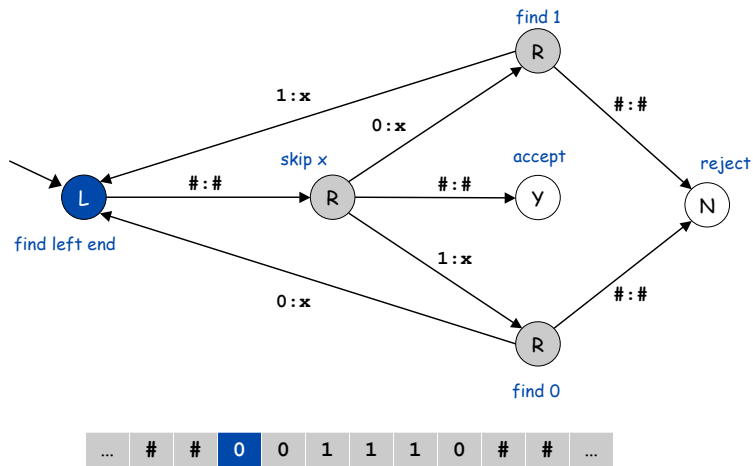 find 1
R
1:x
#:#
0:x
skip x
accept
reject
#:#
#:#
L
R
Y
N
find left end
1:x
0:x
#:#
R
find 0
... # # 0 0 1 1 1 0 # # ...